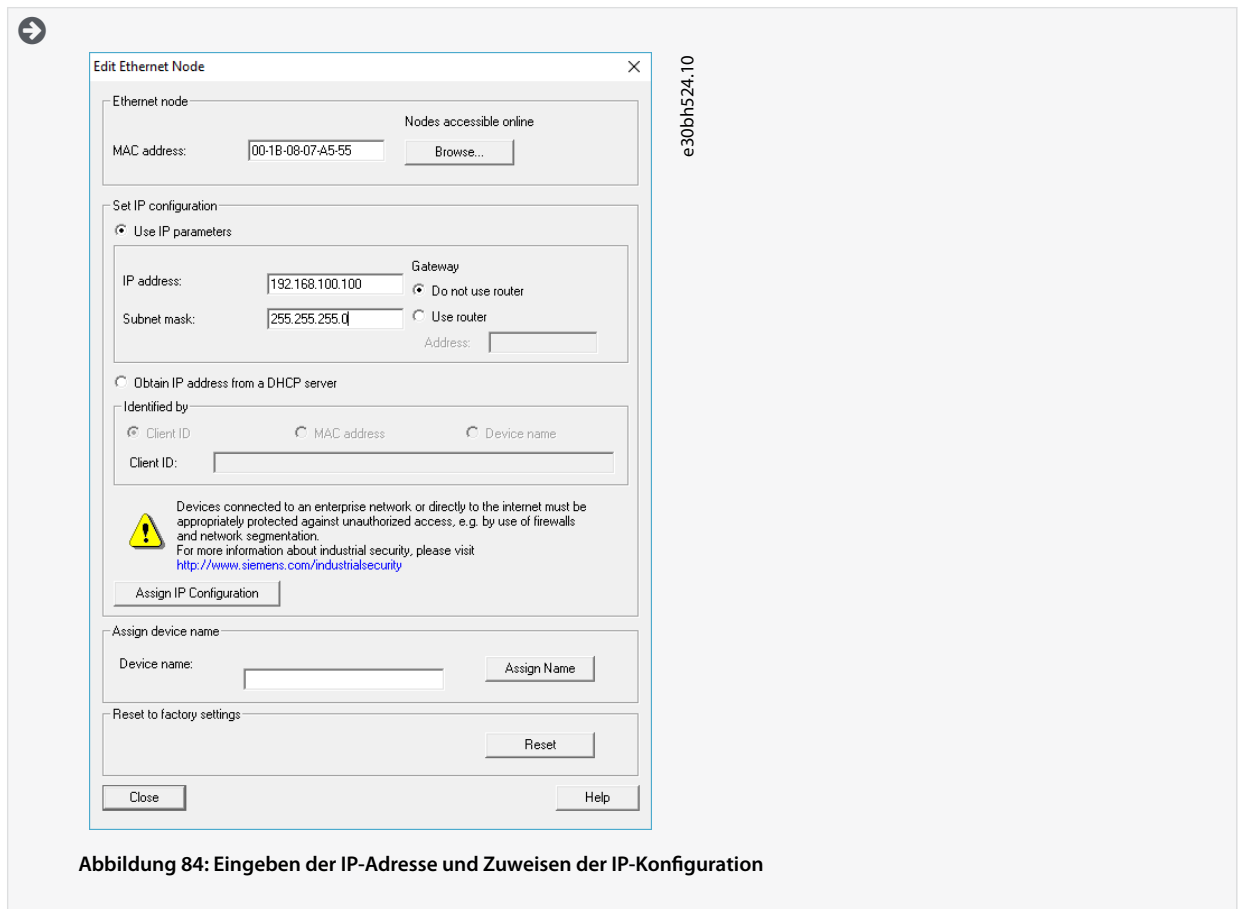 Edit Ethernet Node
e30bh524.10
Ethernet node
Nodes accessible online
MAC address: 00-1B-08-07-A5-55 Browse...
Set IP configuration
Use IP parameters
Gateway
IP address: 192.168.100.100 Do not use router
Subnet mask: 255.255.255.0 Use router
Address:
Obtain IP address from a DHCP server
Identified by
Client ID MAC address Device name
Client ID:
Devices connected to an enterprise network or directly to the internet must be
appropriately protected against unauthorized access, e.g. by use of firewalls
and network segmentation.
For more information about industrial security, please visit
http://www.siemens.com/industrialsecurity
Assign IP Configuration
Assign device name
Device name: Assign Name
Reset to factory settings
Reset
Close Help
Abbildung 84: Eingeben der IP-Adresse und Zuweisen der IP-Konfiguration